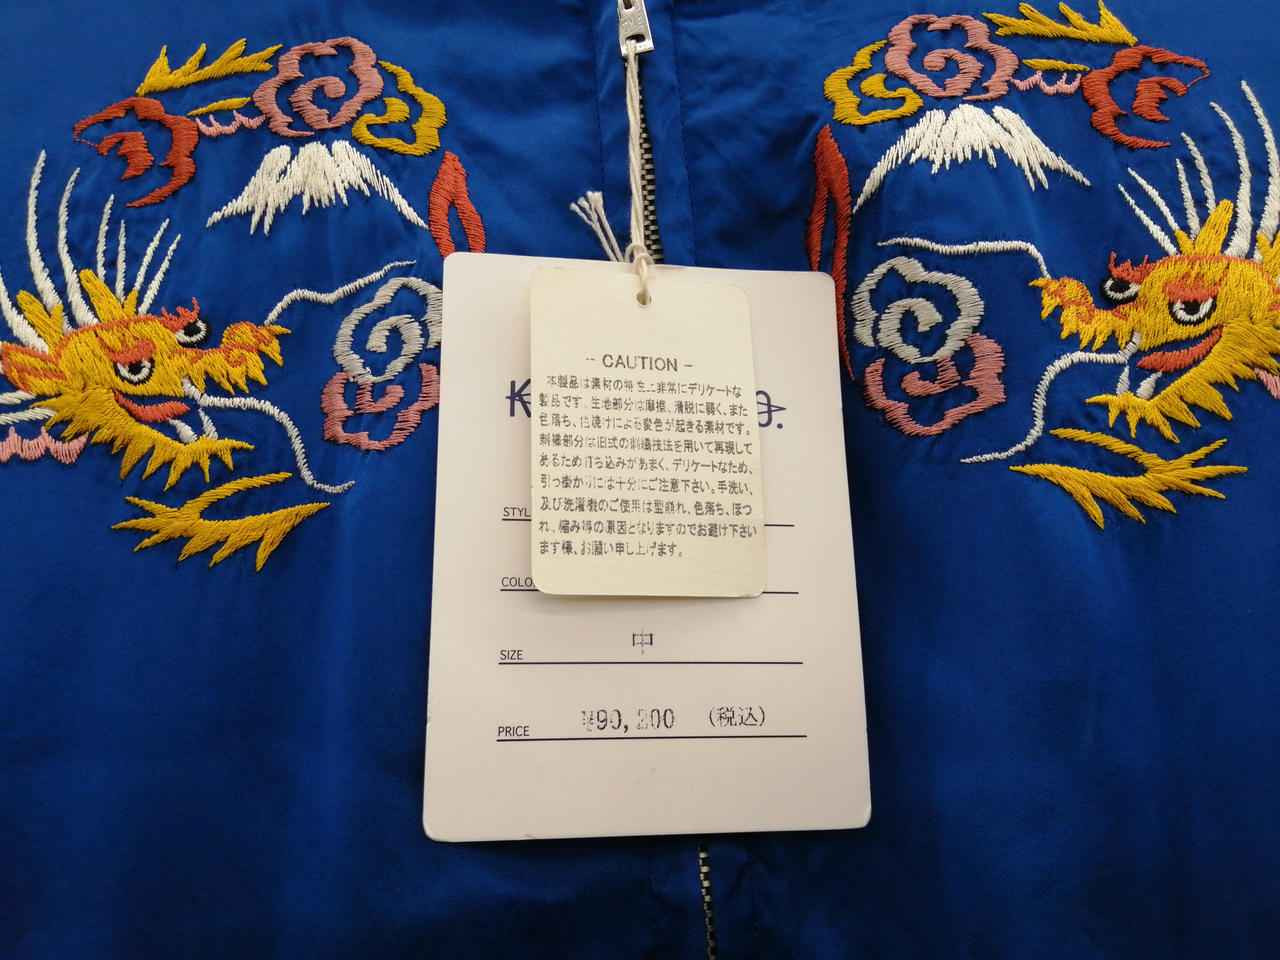 - CAUTION -
本製品は素材の特性上非常にデリケートな
製品です。生地部分は摩擦、滑脱に弱く、また
色落ち、色焼けによる変色が起きる素材です。
刺繍部分は旧式の刺繍技法を用いて再現して
あるため打ち込みがあまく、デリケートなため、
引っ掛かりには十分にご注意下さい。手洗い、
及び洗濯機のご使用は型崩れ、色落ち、ほつ
れ、縮み等の原因となりますのでお避け下さい
ます様、お願い申し上げます。
SIZE 中
PRICE ¥90,200 (税込)